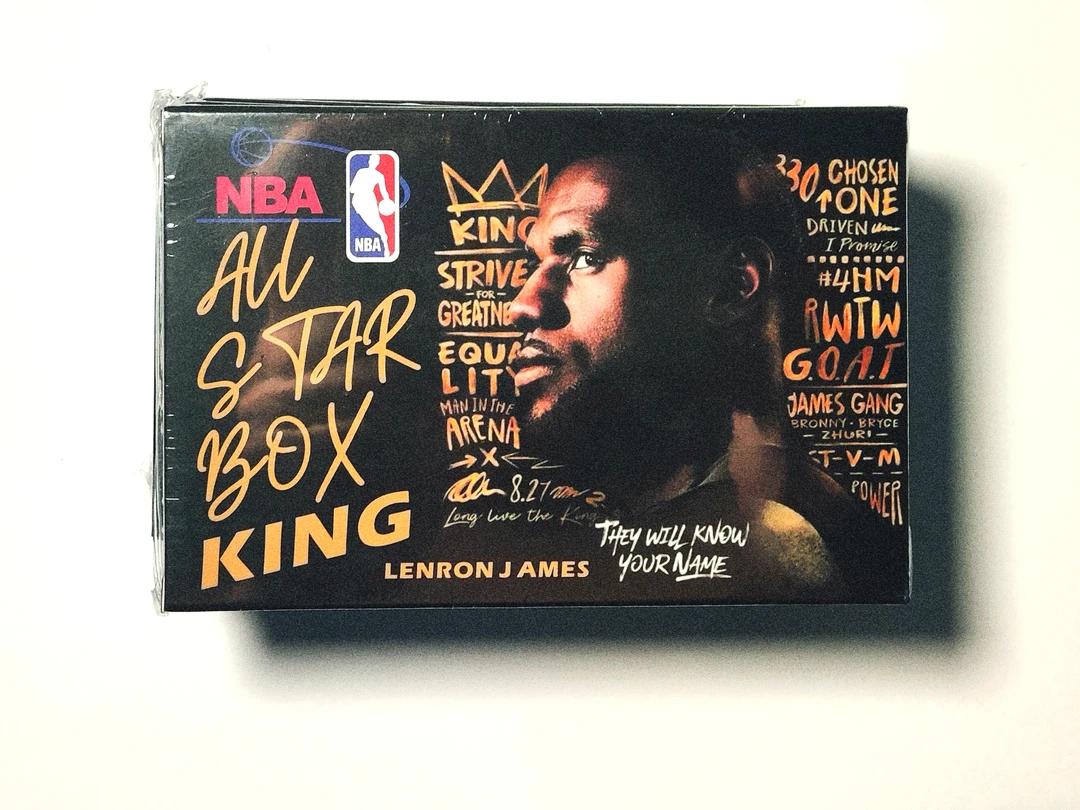 NBA
NBA
ALL
STAR
BOX
KING
KING
STRIVE
FOR
GREATNE
EQUA
LITY
MAN IN THE
ARENA
8.27
Long live the King
LENRON J AMES
THEY WILL KNOW
YOUR NAME
330 CHOSEN
ONE
DRIVEN
I Promise
#4HM
RWTW
G.O.A.T
JAMES GANG
BRONNY · BRYCE
- ZHURI -
ST-V-M
POWER